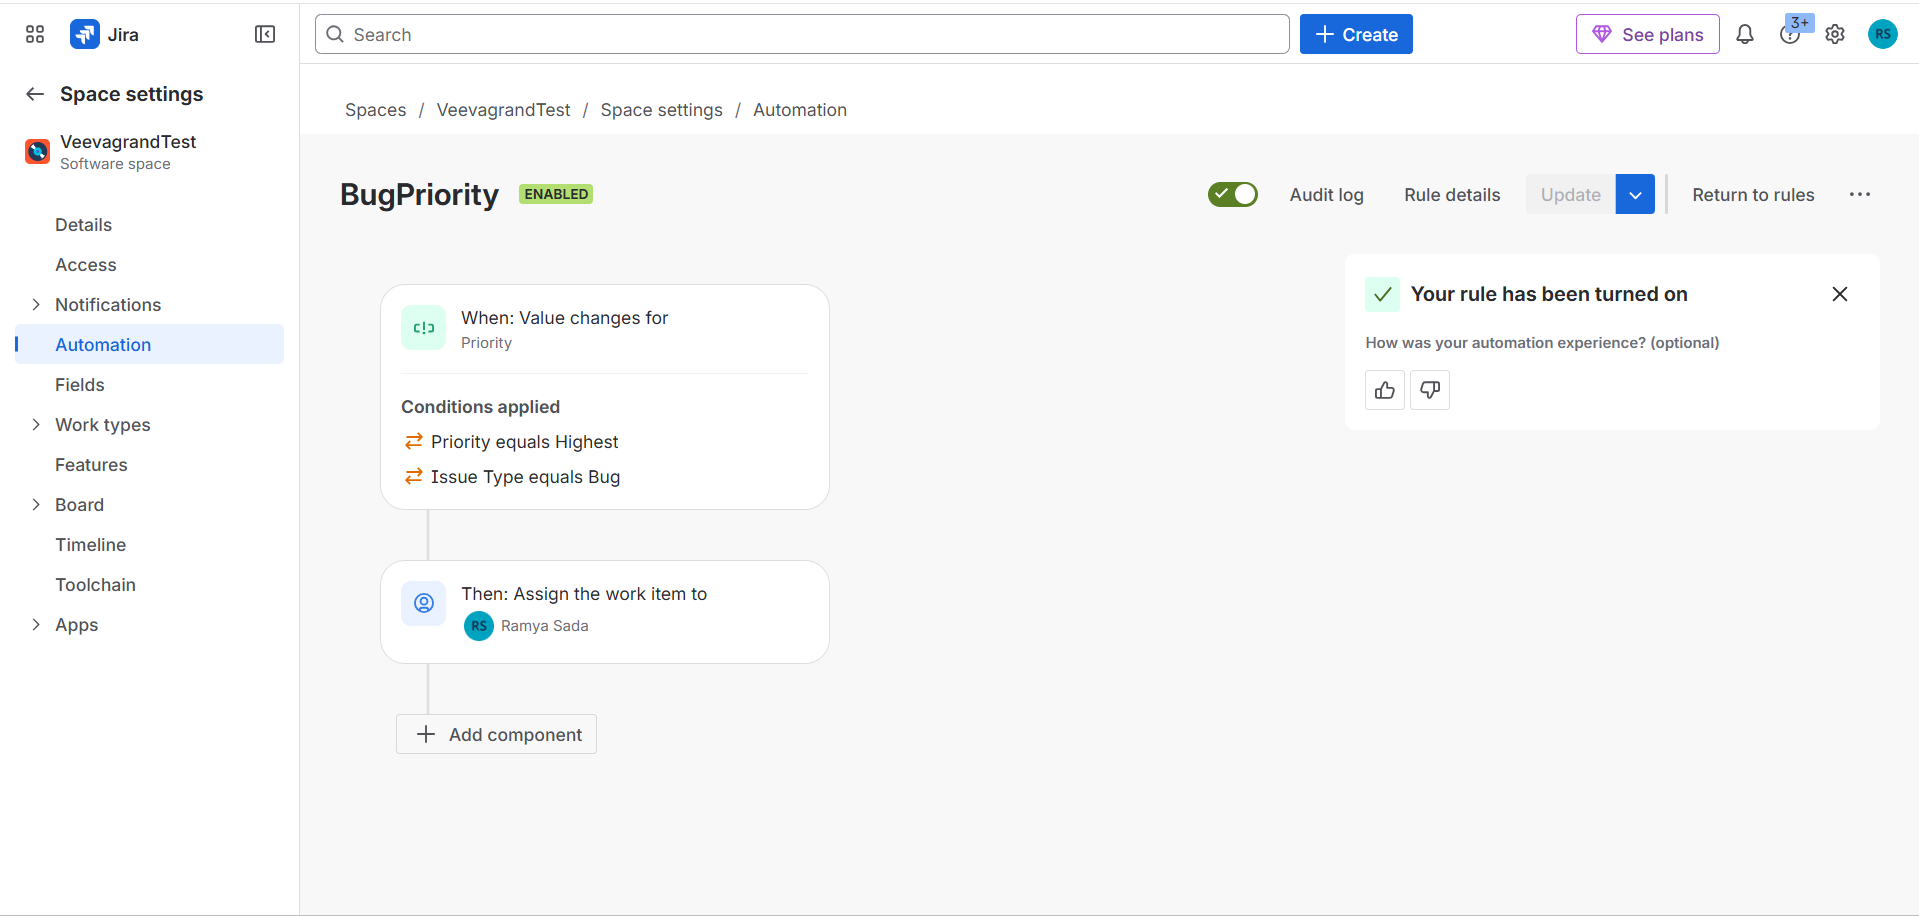 Jira
Search
Create
See plans
3+
RS
Space settings
VeevagrandTest
Software space
Details
Access
Notifications
Automation
Fields
Work types
Features
Board
Timeline
Toolchain
Apps
Spaces / VeevagrandTest / Space settings / Automation
BugPriority ENABLED
Audit log
Rule details
Update
Return to rules
When: Value changes for
Priority
Conditions applied
Priority equals Highest
Issue Type equals Bug
Then: Assign the work item to
RS Ramya Sada
Add component
Your rule has been turned on
How was your automation experience? (optional)